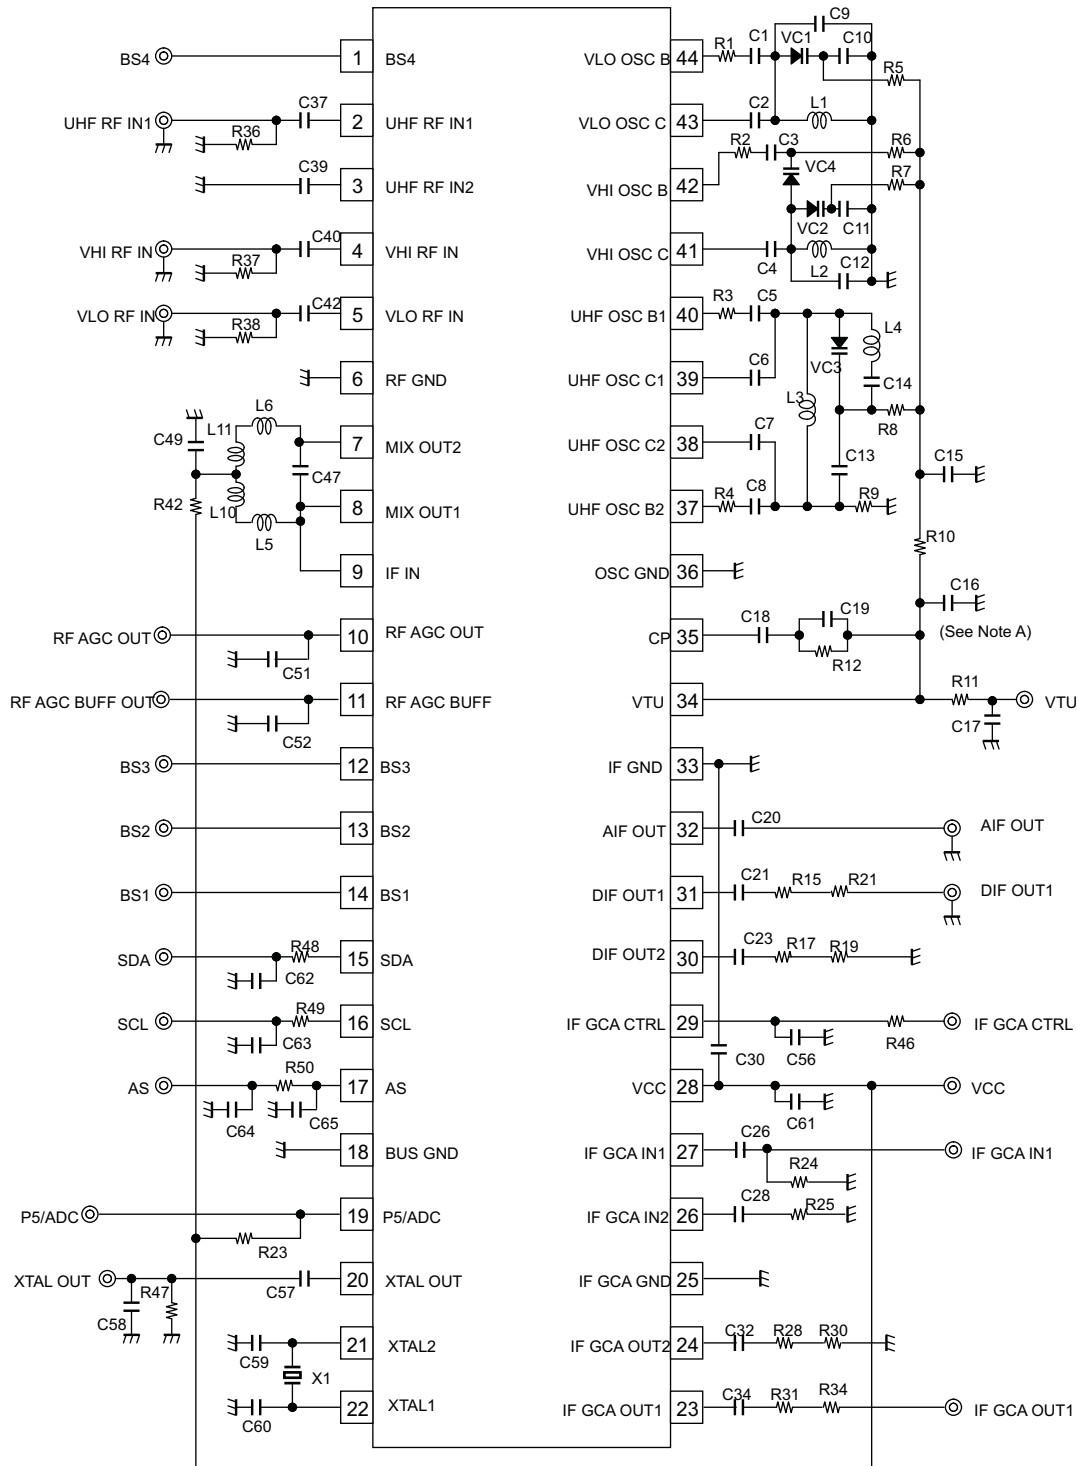 C9
R1 C1 VC1 C10
BS4 1 BS4 VLO OSC B 44
R5
C37 C2 L1
UHF RF IN1 2 UHF RF IN1 VLO OSC C 43
R36 R2 C3 R6
C39 VC4 R7
3 UHF RF IN2 VHI OSC B 42
VC2 C11
C40
VHI RF IN 4 VHI RF IN VHI OSC C 41
R37 C4 L2 C12
C42 R3 C5
VLO RF IN 5 VLO RF IN UHF OSC B1 40
R38 L4
VC3
C6
6 RF GND UHF OSC C1 39
C14
L6 L3
L11 R8
C49 C7
7 MIX OUT2 UHF OSC C2 38
C47 C13 C15
R42 L10 C8
8 MIX OUT1 UHF OSC B2 37 R4 R9
L5 R10
9 IF IN OSC GND 36
C16
C18 C19
RF AGC OUT 10 RF AGC OUT CP 35 (See Note A)
C51 R12
R11
RF AGC BUFF OUT 11 RF AGC BUFF VTU 34 VTU
C52 C17
BS3 12 BS3 IF GND 33
C20
BS2 13 BS2 AIF OUT 32 AIF OUT
C21 R15 R21
BS1 14 BS1 DIF OUT1 31 DIF OUT1
R48 C23 R17 R19
SDA 15 SDA DIF OUT2 30
C62
R49
SCL 16 SCL IF GCA CTRL 29 IF GCA CTRL
C63 C30 C56 R46
R50
AS 17 AS VCC 28 VCC
C64 C65 C61
C26
18 BUS GND IF GCA IN1 27 IF GCA IN1
R24
C28
P5/ADC 19 P5/ADC IF GCA IN2 26 R25
R23
XTAL OUT 20 XTAL OUT IF GCA GND 25
R47 C57
C58
C32 R28 R30
21 XTAL2 IF GCA OUT2 24
C59
X1
C34 R31 R34
22 XTAL1 IF GCA OUT1 23 IF GCA OUT1
C60